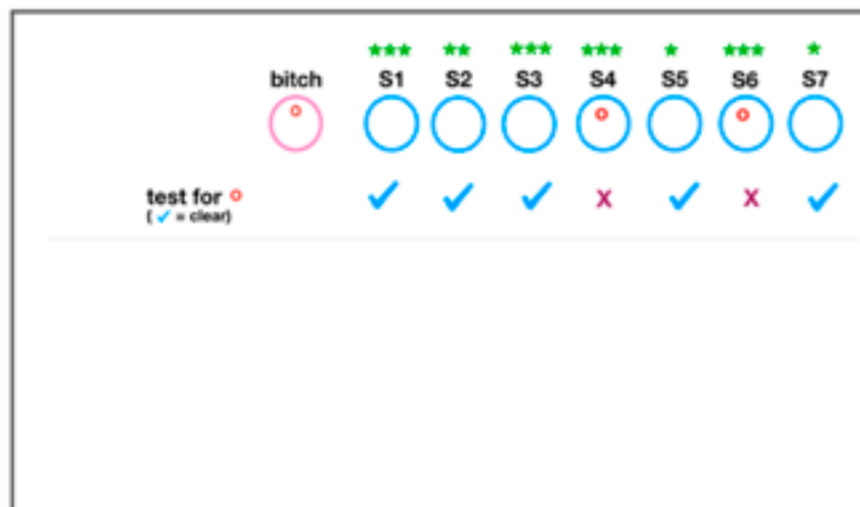 *** ** *** *** * *** *
bitch S1 S2 S3 S4 S5 S6 S7
test for o ✓ ✓ ✓ X ✓ X ✓
( ✓ = clear)